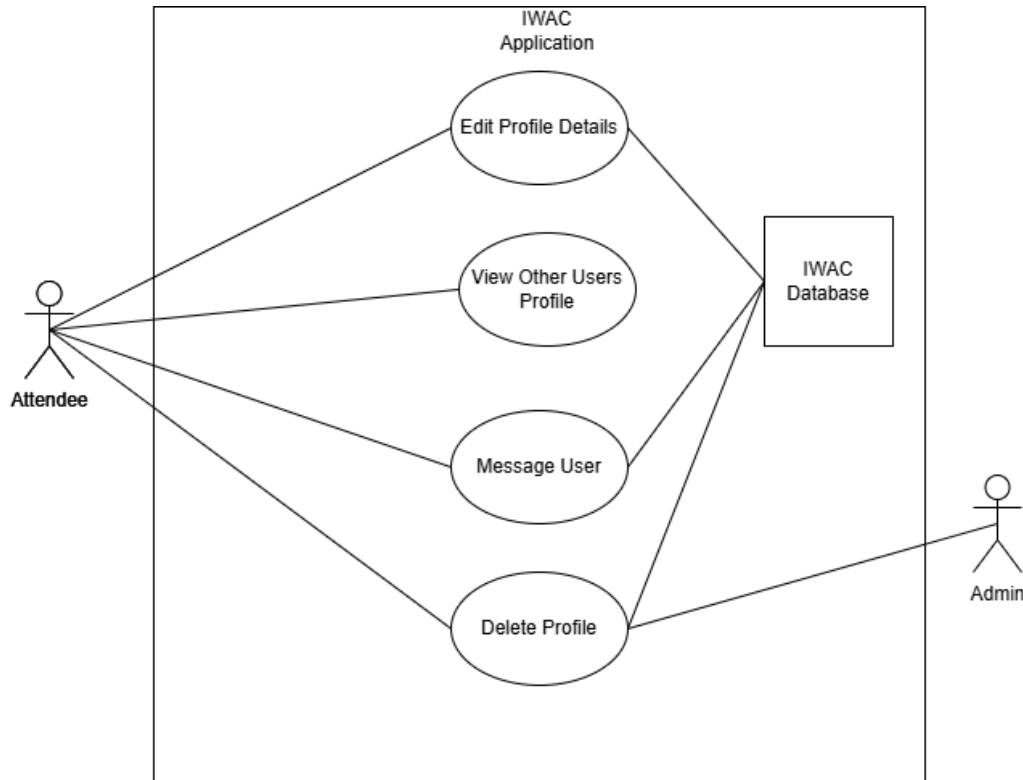 IWAC
Application
Edit Profile Details
View Other Users
Profile
IWAC
Database
Attendee
Message User
Admin
Delete Profile